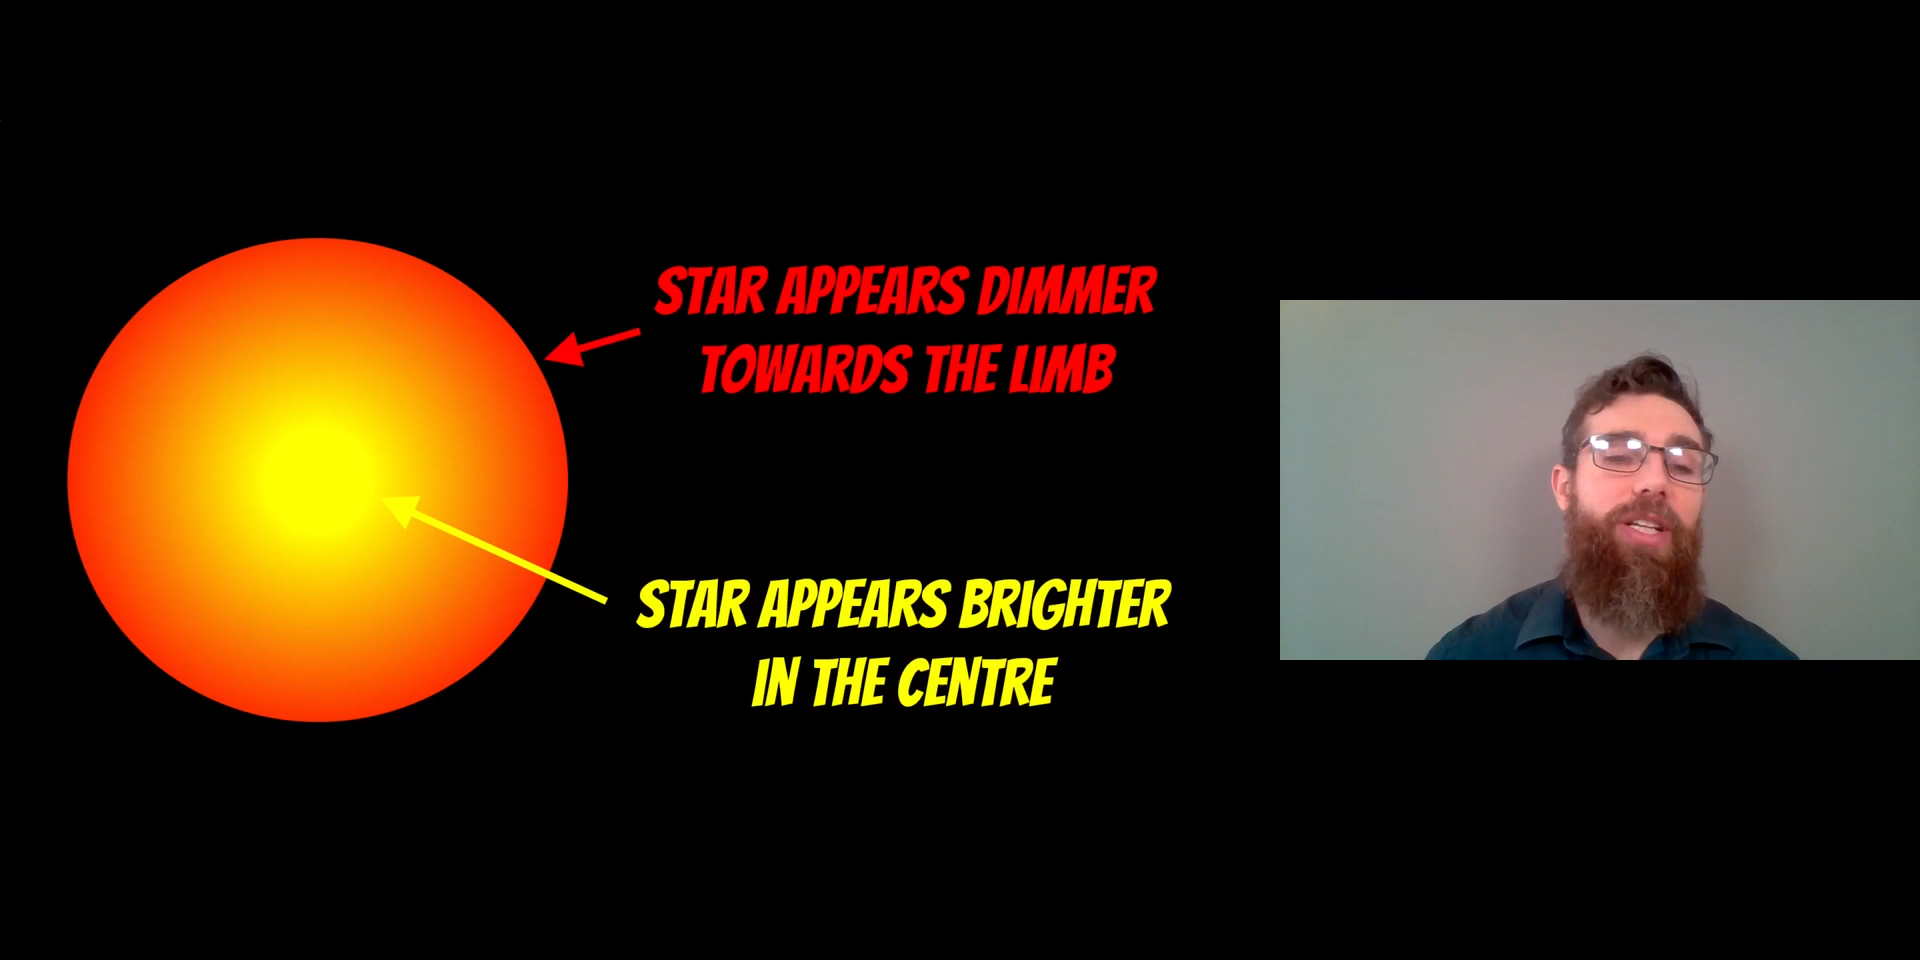 STAR APPEARS DIMMER
TOWARDS THE LIMB
STAR APPEARS BRIGHTER
IN THE CENTRE